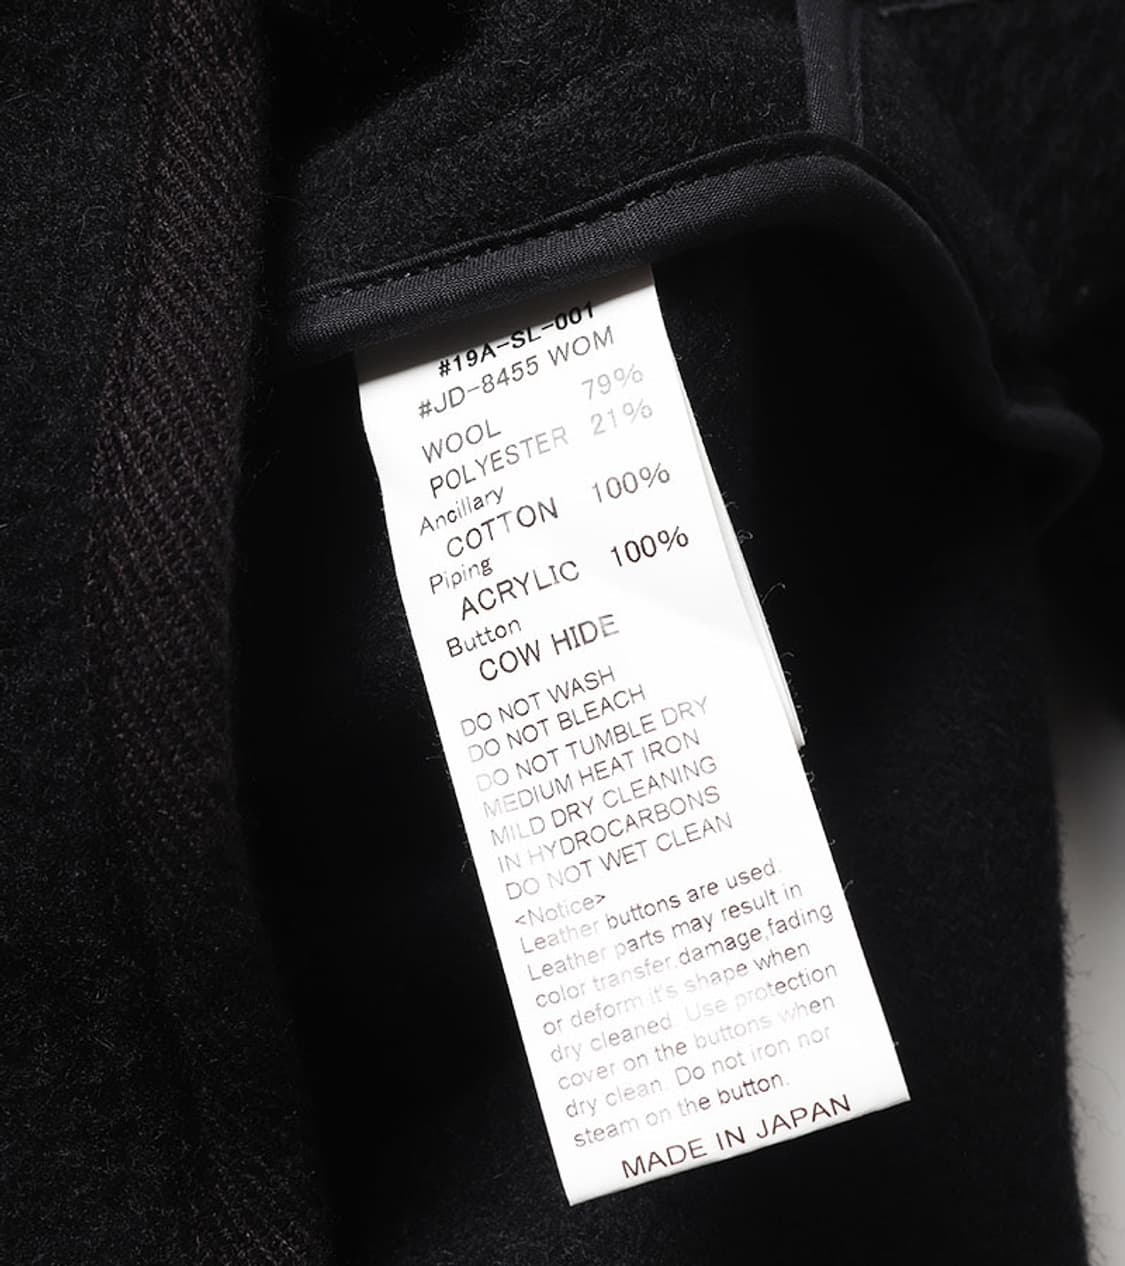 #19A-SL-001
#JD-8455 WOM
WOOL 79%
POLYESTER 21%
Ancillary
COTTON 100%
Piping
ACRYLIC 100%
Button
COW HIDE
DO NOT WASH
DO NOT BLEACH
DO NOT TUMBLE DRY
MEDIUM HEAT IRON
MILD DRY CLEANING
IN HYDROCARBONS
DO NOT WET CLEAN
<Notice>
Leather buttons are used.
Leather parts may result in
color transfer,damage,fading
or deform it's shape when
dry cleaned. Use protection
cover on the buttons when
dry clean. Do not iron nor
steam on the button.
MADE IN JAPAN